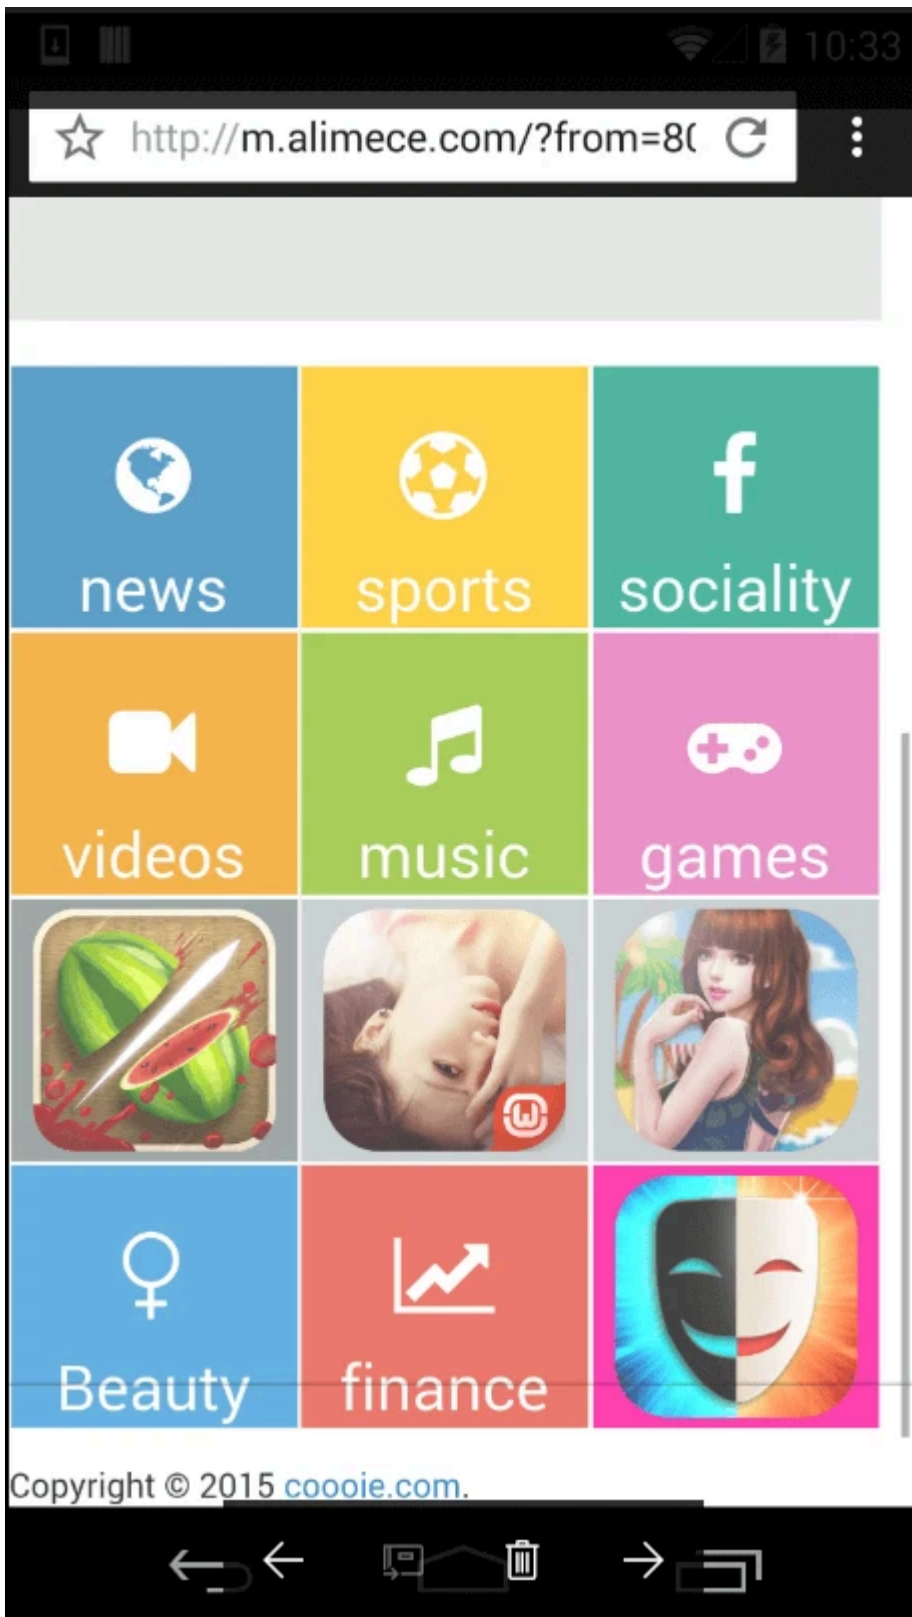 10:33
http://m.alimece.com/?from=8(
news sports sociality
videos music games
Beauty finance
Copyright © 2015 coooie.com.